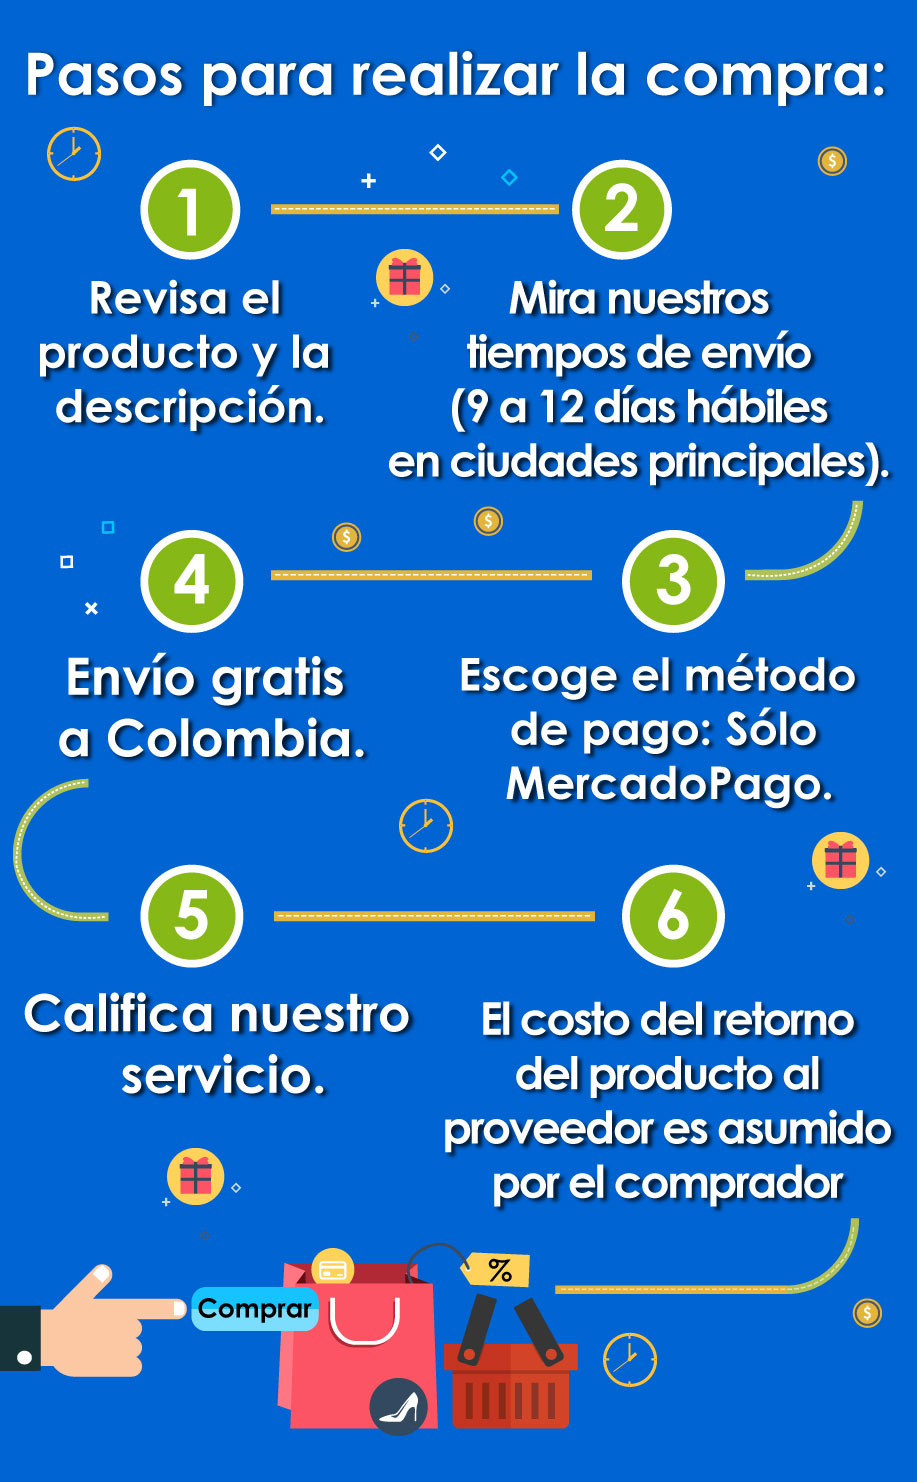 Pasos para realizar la compra:
1
Revisa el
producto y la
descripción.
2
Mira nuestros
tiempos de envío
(9 a 12 días hábiles
en ciudades principales).
3
Escoge el método
de pago: Sólo
MercadoPago.
4
Envío gratis
a Colombia.
5
Califica nuestro
servicio.
6
El costo del retorno
del producto al
proveedor es asumido
por el comprador
Comprar
%